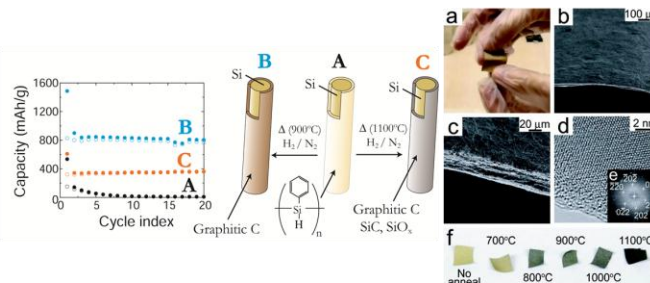 1600
1200
800
400
0
0
5
10
15
20
Capacity (mAh/g)
Cycle index
B
C
A
B
A
C
Si
Si
Si
Δ (900°C)
H₂ / N₂
Δ (1100°C)
H₂ / N₂
Si
H
n
Graphitic C
Graphitic C
SiC, SiOₓ
a
b
100 μm
c
20 μm
d
2 nm
e
f
No anneal
700°C
800°C
900°C
1000°C
1100°C